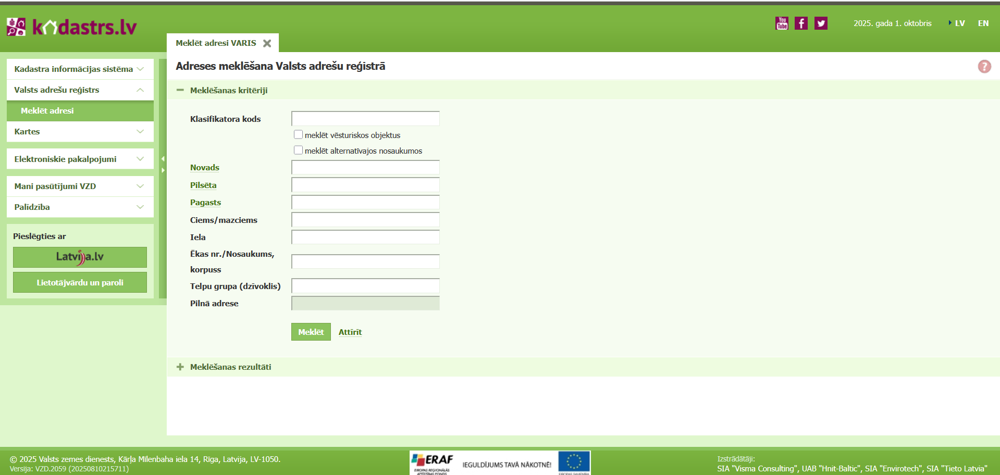 kadastrs.lv
You
Tube
2025. gada 1. oktobris
LV
EN
Meklēt adresi VARIS
Kadastra informācijas sistēma
Valsts adrešu reģistrs
Meklēt adresi
Kartes
Elektroniskie pakalpojumi
Mani pasūtījumi VZD
Palīdzība
Pieslēgties ar
Latvija.lv
Lietotājvārdu un paroli
Adreses meklēšana Valsts adrešu reģistrā
?
Meklēšanas kritēriji
Klasifikatora kods
meklēt vēsturiskos objektus
meklēt alternatīvajos nosaukumos
Novads
Pilsēta
Pagasts
Ciems/mazciems
Iela
Ēkas nr./Nosaukums,
korpuss
Telpu grupa (dzīvoklis)
Pilnā adrese
Meklēt
Attīrīt
Meklēšanas rezultāti
© 2025 Valsts zemes dienests, Kārļa Mīlenbaha iela 14, Rīga, Latvija, LV-1050.
Versija: VZD.2059 (20250810215711)
ERAF
EIROPAS REĢIONĀLĀS
ATTĪSTĪBAS FONDS
IEGULDĪJUMS TAVĀ NĀKOTNĒ!
EIROPAS SAVIENĪBA
Izstrādātāji:
SIA "Visma Consulting", UAB "Hnit-Baltic", SIA "Envirotech", SIA "Tieto Latvia"